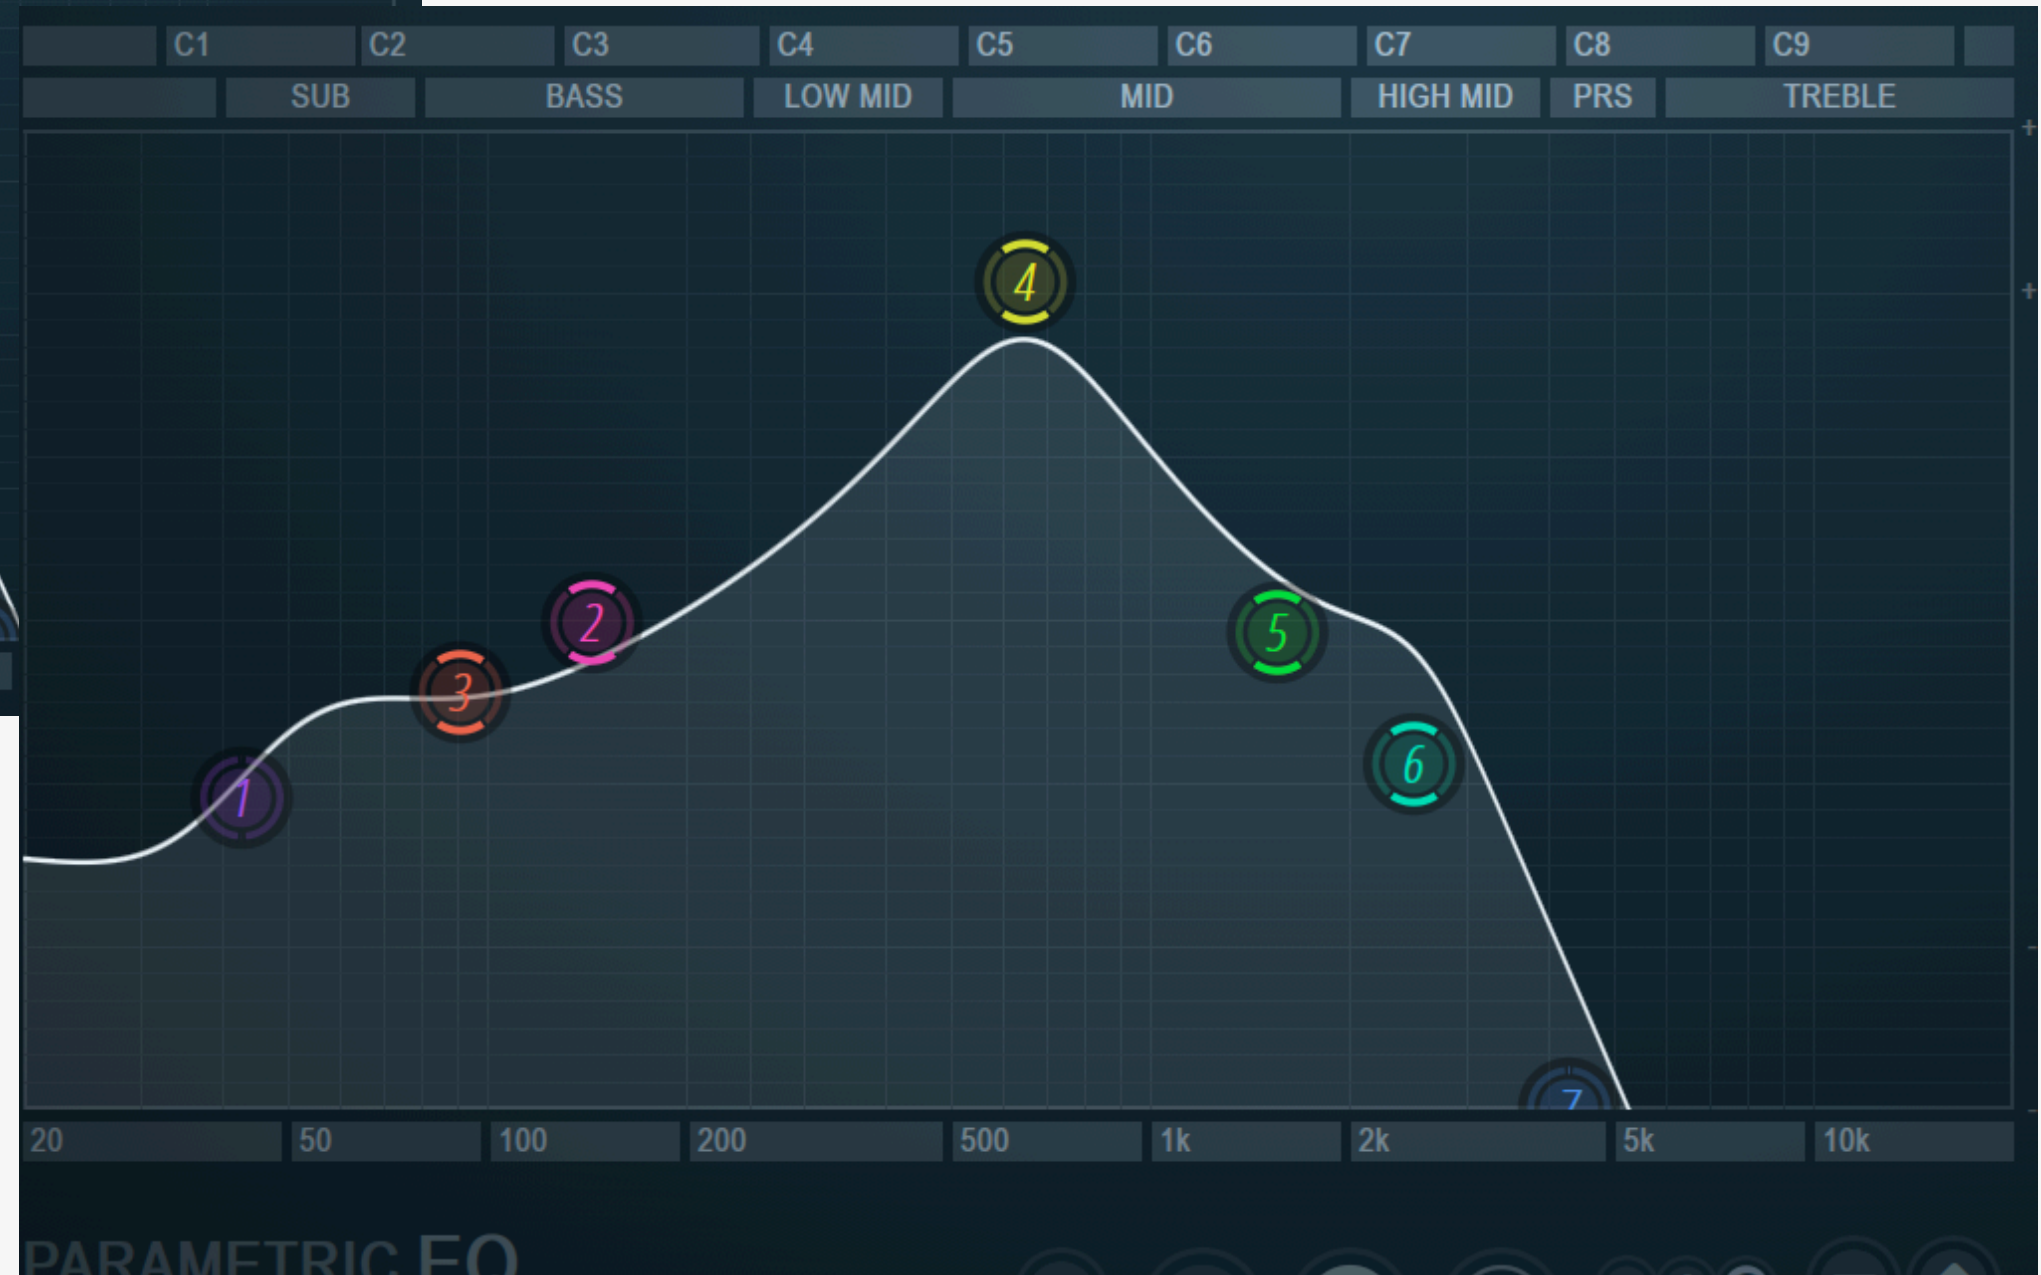 C1 C2 C3 C4 C5 C6 C7 C8 C9
SUB BASS LOW MID MID HIGH MID PRS TREBLE
+
4
+
2
5
3
6
1
-
7
-
20 50 100 200 500 1k 2k 5k 10k
PARAMETRIC EQ